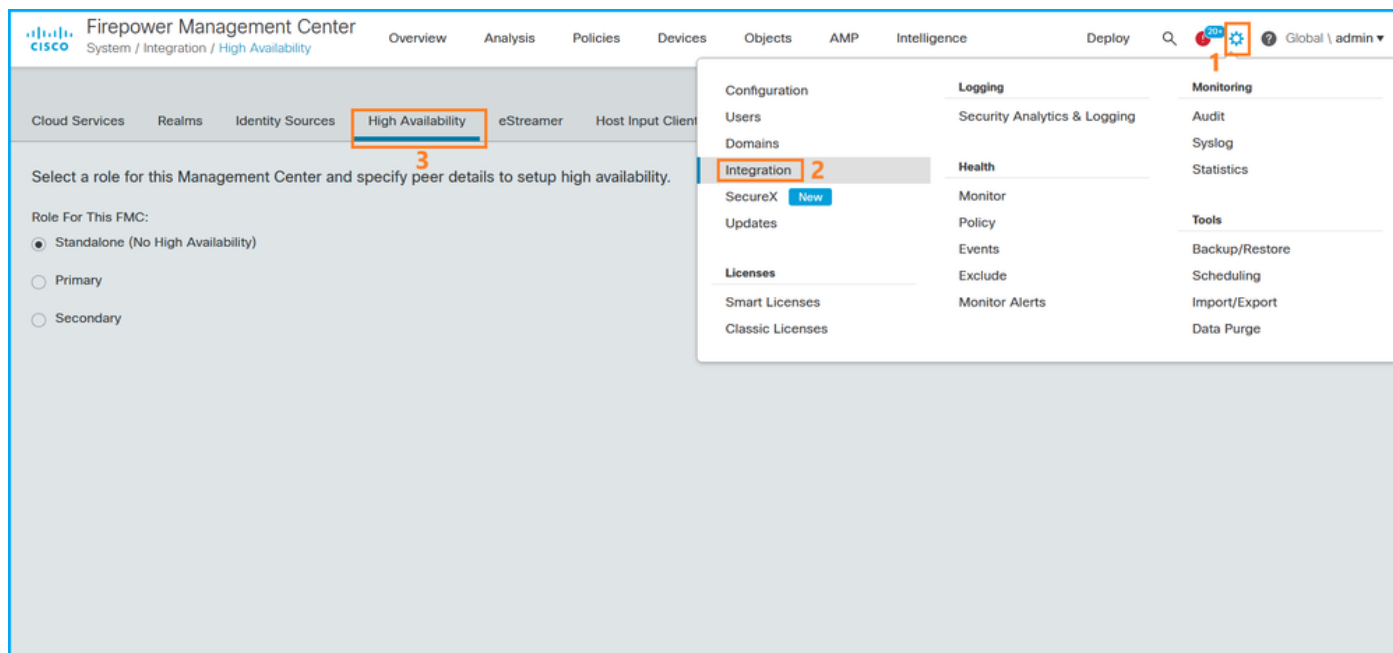 Firepower Management Center
CISCO
System / Integration / High Availability
Overview Analysis Policies Devices Objects AMP Intelligence Deploy 20+ Global \ admin
1
Cloud Services Realms Identity Sources High Availability eStreamer Host Input Client
3
Select a role for this Management Center and specify peer details to setup high availability.
Role For This FMC:
Standalone (No High Availability)
Primary
Secondary
Configuration
Users
Domains
Integration 2
SecureX New
Updates
Licenses
Smart Licenses
Classic Licenses
Logging
Security Analytics & Logging
Health
Monitor
Policy
Events
Exclude
Monitor Alerts
Monitoring
Audit
Syslog
Statistics
Tools
Backup/Restore
Scheduling
Import/Export
Data Purge